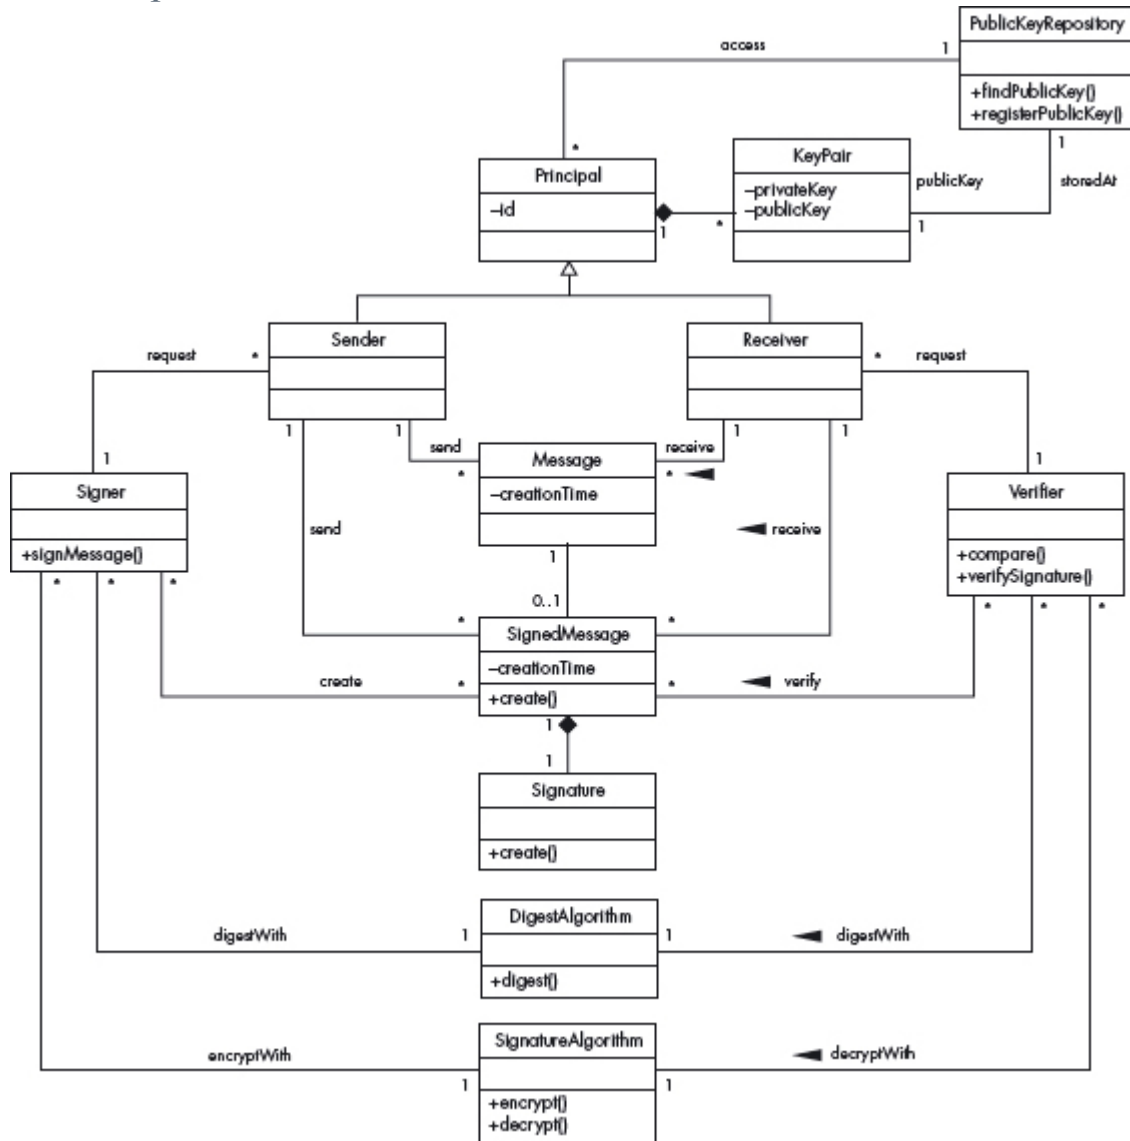 PublicKeyRepository
access
1
+findPublicKey()
+registerPublicKey()
*
1
KeyPair
Principal
publicKey
storedAt
–privateKey
–id
–publicKey
1
*
1
Sender
Receiver
request
*
*
request
1
1
send
Message
receive
1
1
1
*
*
1
Signer
–creationTime
Verifier
+signMessage()
send
receive
+compare()
+verifySignature()
*
*
*
1
0..1
*
*
*
*
SignedMessage
*
–creationTime
create
*
*
verify
+create()
1
1
Signature
+create()
DigestAlgorithm
digestWith
1
1
digestWith
+digest()
SignatureAlgorithm
encryptWith
decryptWith
1
1
+encrypt()
+decrypt()